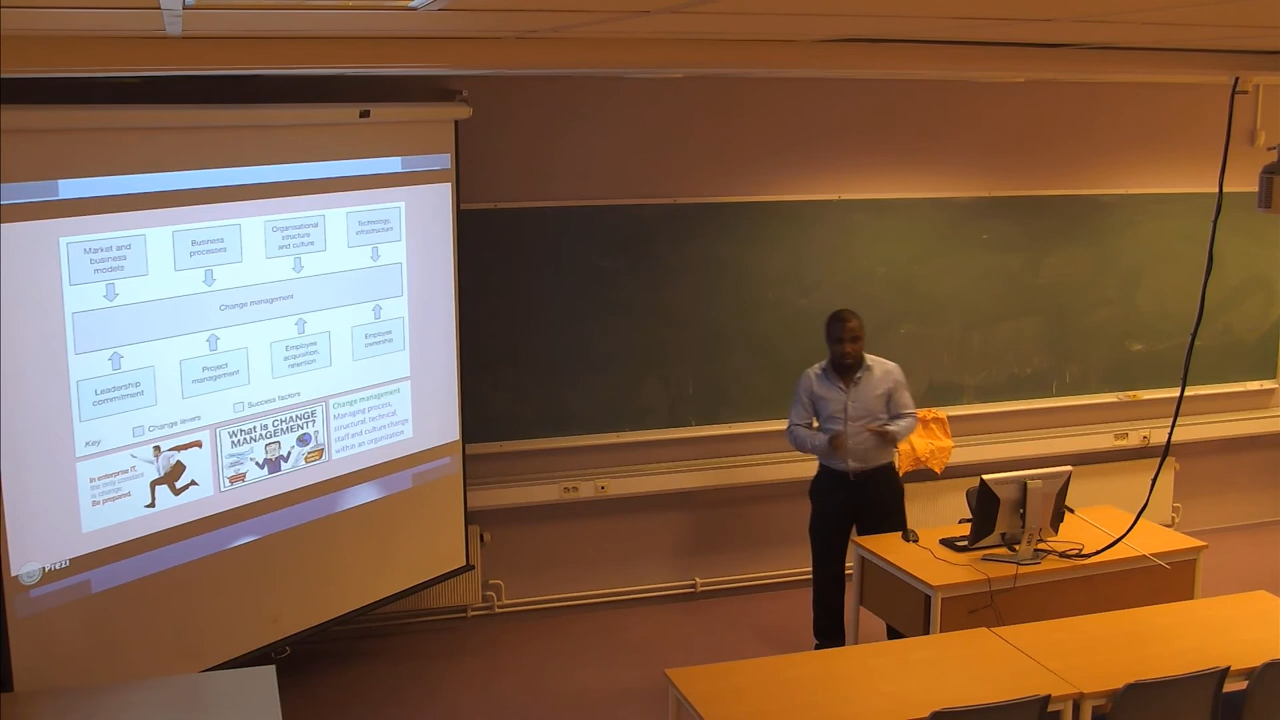 Market and
business
models
Business
processes
Organisational
structure
and culture
Technology,
infrastructure
Change management
Leadership
commitment
Project
management
Employee
acquisition,
retention
Employee
ownership
Key
Change levers
Success factors
In enterprise IT,
the only constant
is change.
Be prepared.
What is CHANGE
MANAGEMENT?
Change management
Managing process,
structural, technical,
staff and culture change
within an organization
Prezi